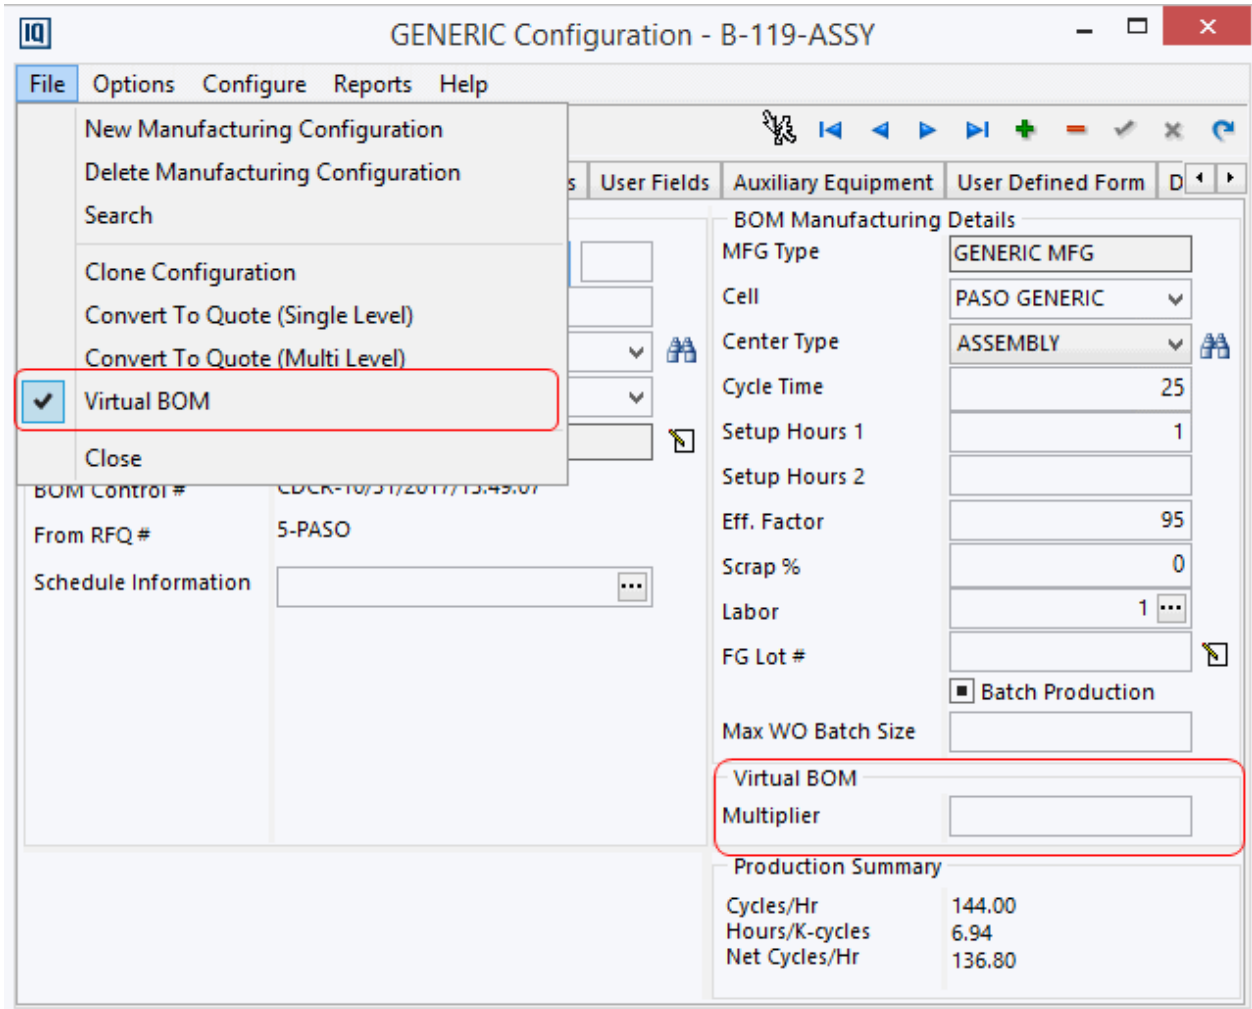 IQ
GENERIC Configuration - B-119-ASSY
File Options Configure Reports Help
New Manufacturing Configuration
Delete Manufacturing Configuration
Search
Clone Configuration
Convert To Quote (Single Level)
Convert To Quote (Multi Level)
Virtual BOM
Close
s User Fields Auxiliary Equipment User Defined Form D
BOM Control #
From RFQ # 5-PASO
Schedule Information
BOM Manufacturing Details
MFG Type GENERIC MFG
Cell PASO GENERIC
Center Type ASSEMBLY
Cycle Time 25
Setup Hours 1 1
Setup Hours 2
Eff. Factor 95
Scrap % 0
Labor 1
FG Lot #
Batch Production
Max WO Batch Size
Virtual BOM
Multiplier
Production Summary
Cycles/Hr 144.00
Hours/K-cycles 6.94
Net Cycles/Hr 136.80